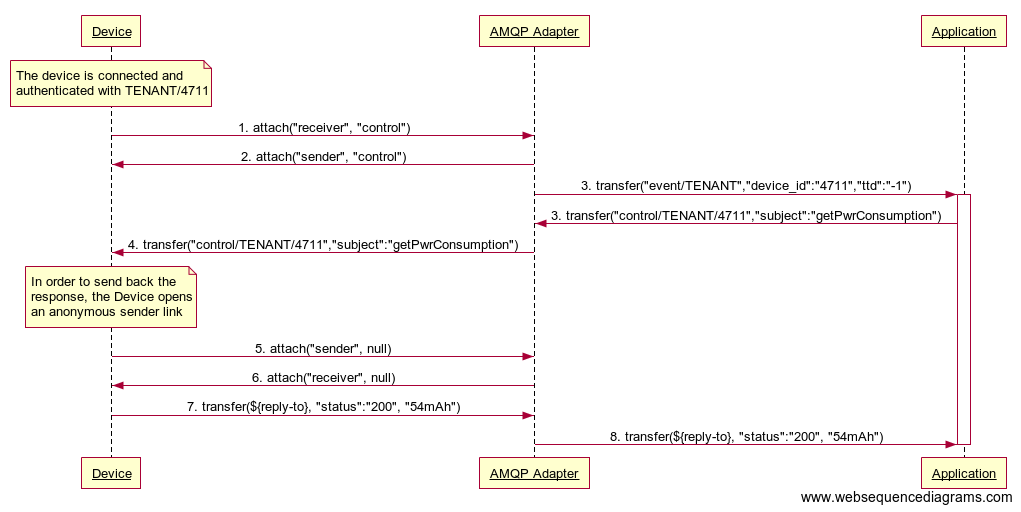 Device AMQP Adapter Application
The device is connected and
authenticated with TENANT/4711
1. attach("receiver", "control")
2. attach("sender", "control")
3. transfer("event/TENANT","device_id":"4711","ttd":"-1")
3. transfer("control/TENANT/4711","subject":"getPwrConsumption")
4. transfer("control/TENANT/4711","subject":"getPwrConsumption")
In order to send back the
response, the Device opens
an anonymous sender link
5. attach("sender", null)
6. attach("receiver", null)
7. transfer(${reply-to}, "status":"200", "54mAh")
8. transfer(${reply-to}, "status":"200", "54mAh")
Device AMQP Adapter Application
www.websequencediagrams.com